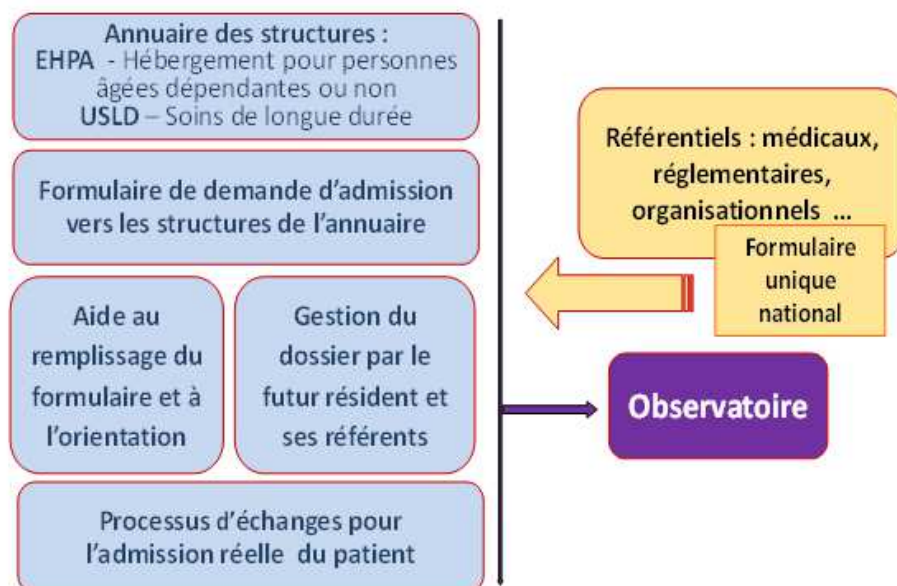 Annuaire des structures :
EHPA - Hébergement pour personnes
âgées dépendantes ou non
USLD – Soins de longue durée
Formulaire de demande d'admission
vers les structures de l'annuaire
Aide au
remplissage du
formulaire et à
l'orientation
Gestion du
dossier par le
futur résident et
ses référents
Processus d'échanges pour
l'admission réelle du patient
Référentiels : médicaux,
réglementaires,
organisationnels ...
Formulaire
unique
national
Observatoire